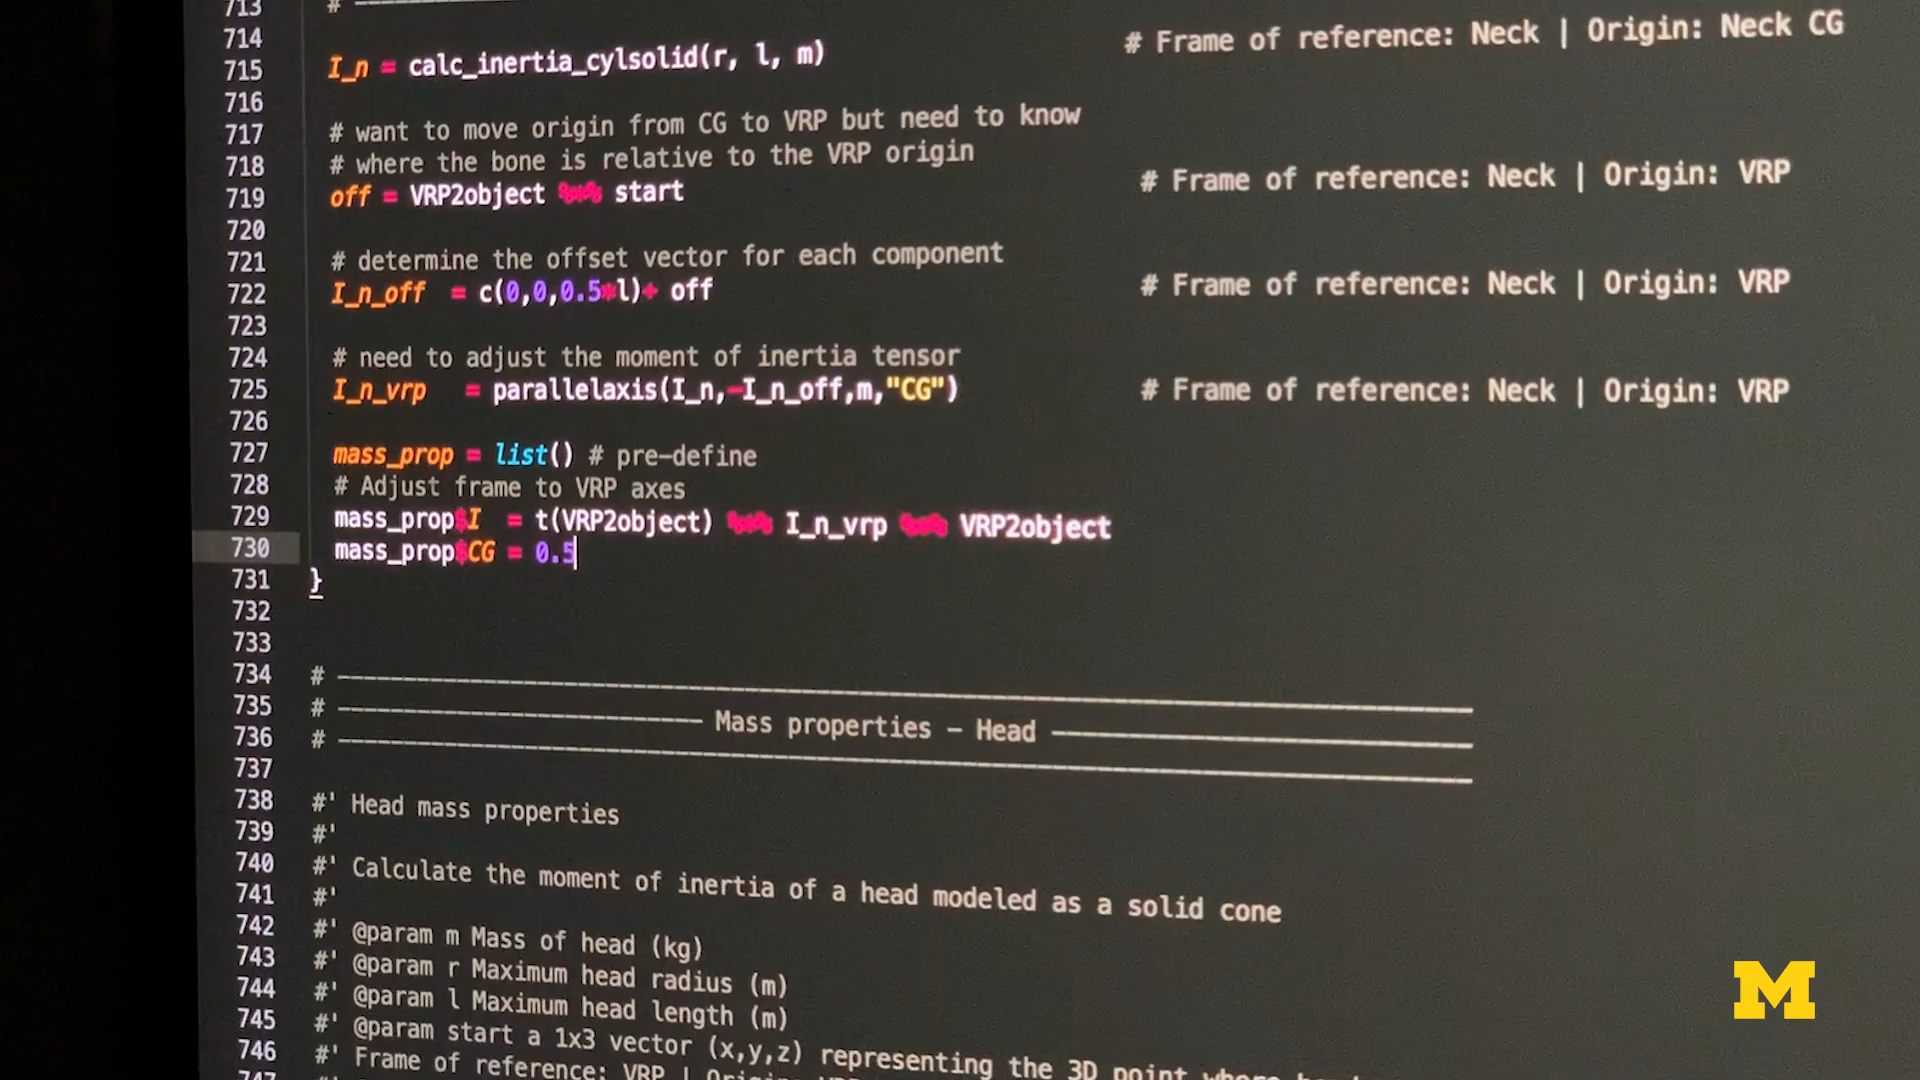 713 # ————————
714
715 I_n = calc_inertia_cylsolid(r, l, m) # Frame of reference: Neck | Origin: Neck CG
716
717 # want to move origin from CG to VRP but need to know
718 # where the bone is relative to the VRP origin
719 off = VRP2object %*% start # Frame of reference: Neck | Origin: VRP
720
721 # determine the offset vector for each component
722 I_n_off = c(0,0,0.5*l)+ off # Frame of reference: Neck | Origin: VRP
723
724 # need to adjust the moment of inertia tensor
725 I_n_vrp = parallelaxis(I_n,-I_n_off,m,"CG") # Frame of reference: Neck | Origin: VRP
726
727 mass_prop = list() # pre-define
728 # Adjust frame to VRP axes
729 mass_prop$I = t(VRP2object) %*% I_n_vrp %*% VRP2object
730 mass_prop$CG = 0.5
731 }
732
733
734 # ————————
735 # ———————— Mass properties - Head ————————
736 # ————————
737
738 #' Head mass properties
739 #'
740 #' Calculate the moment of inertia of a head modeled as a solid cone
741 #'
742 #' @param m Mass of head (kg)
743 #' @param r Maximum head radius (m)
744 #' @param l Maximum head length (m)
745 #' @param start a 1x3 vector (x,y,z) representing the 3D point where
746 #' Frame of reference: VRP |
747
M